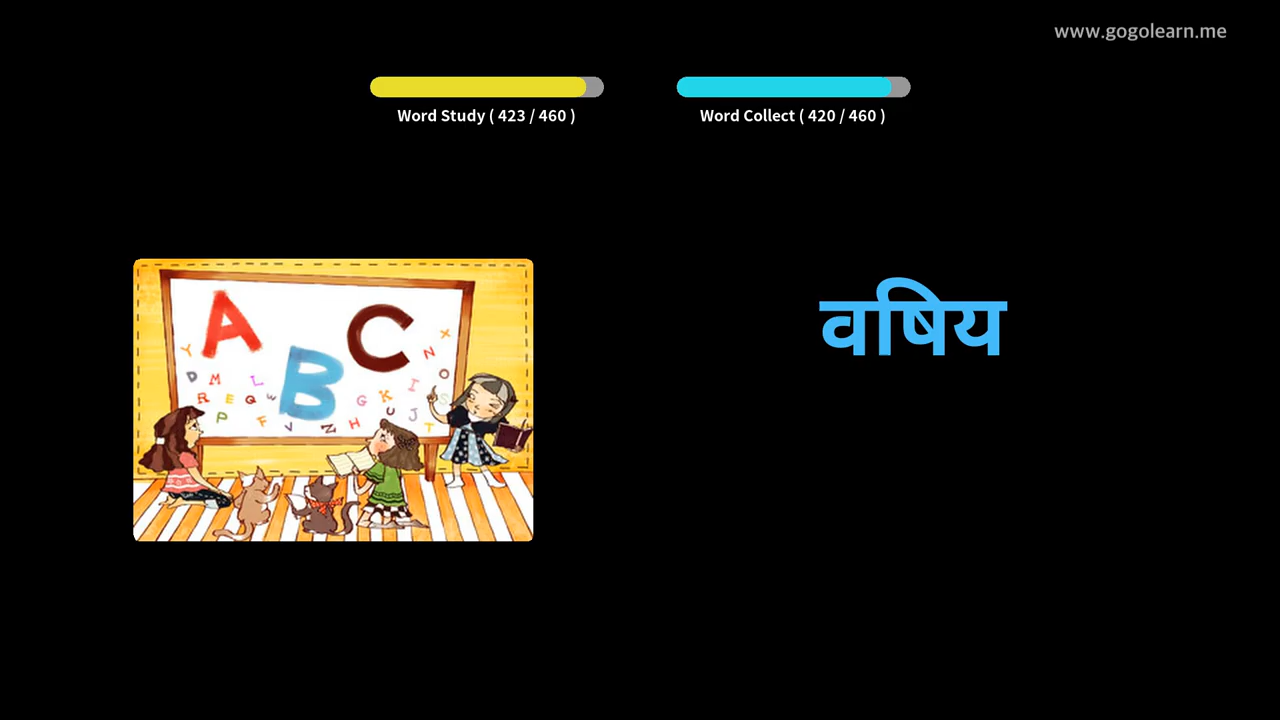 www.gogolearn.me
Word Study ( 423 / 460 )
Word Collect ( 420 / 460 )
A B C
Y D M L X N O
R E Q W G K I S
P F V Z H U J T
वषिय